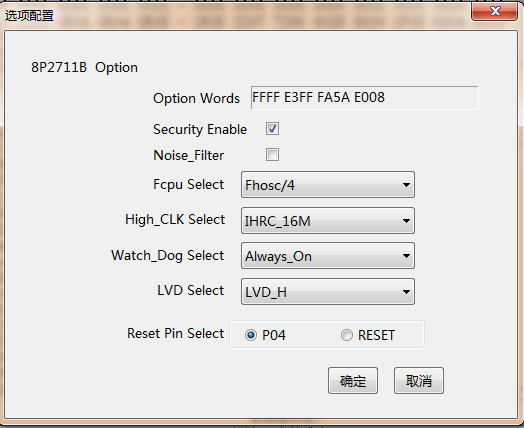 选项配置
8P2711B Option
Option Words FFFF E3FF FA5A E008
Security Enable
Noise_Filter
Fcpu Select Fhosc/4
High_CLK Select IHRC_16M
Watch_Dog Select Always_On
LVD Select LVD_H
Reset Pin Select P04 RESET
确定 取消